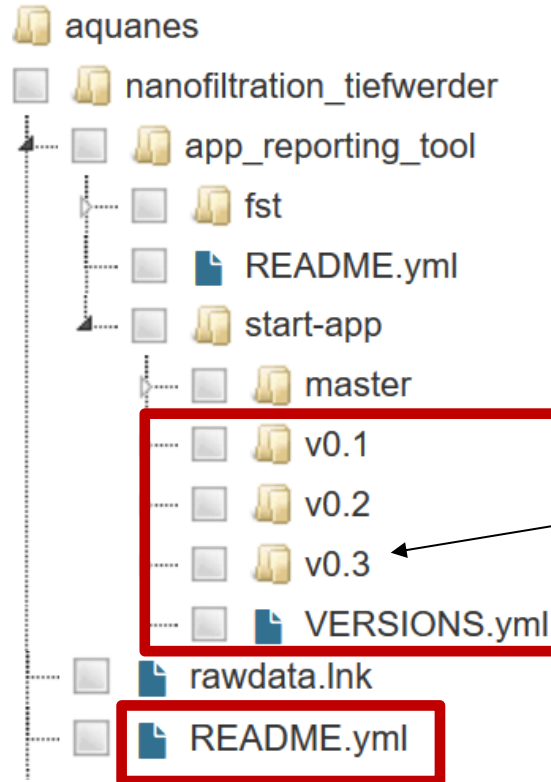 aquanes
nanofiltration_tiefwerder
app_reporting_tool
fst
README.yml
start-app
master
v0.1
v0.2
v0.3
VERSIONS.yml
rawdata.lnk
README.yml